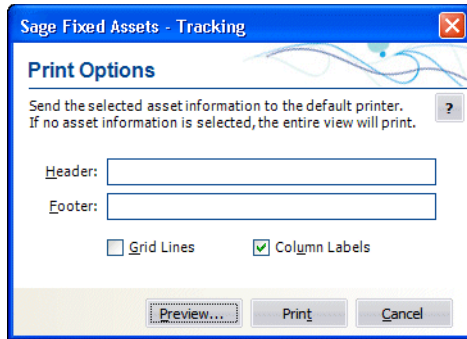 Sage Fixed Assets - Tracking
Print Options
Send the selected asset information to the default printer.
If no asset information is selected, the entire view will print.
?
Header:
Footer:
Grid Lines
Column Labels
Preview...
Print
Cancel